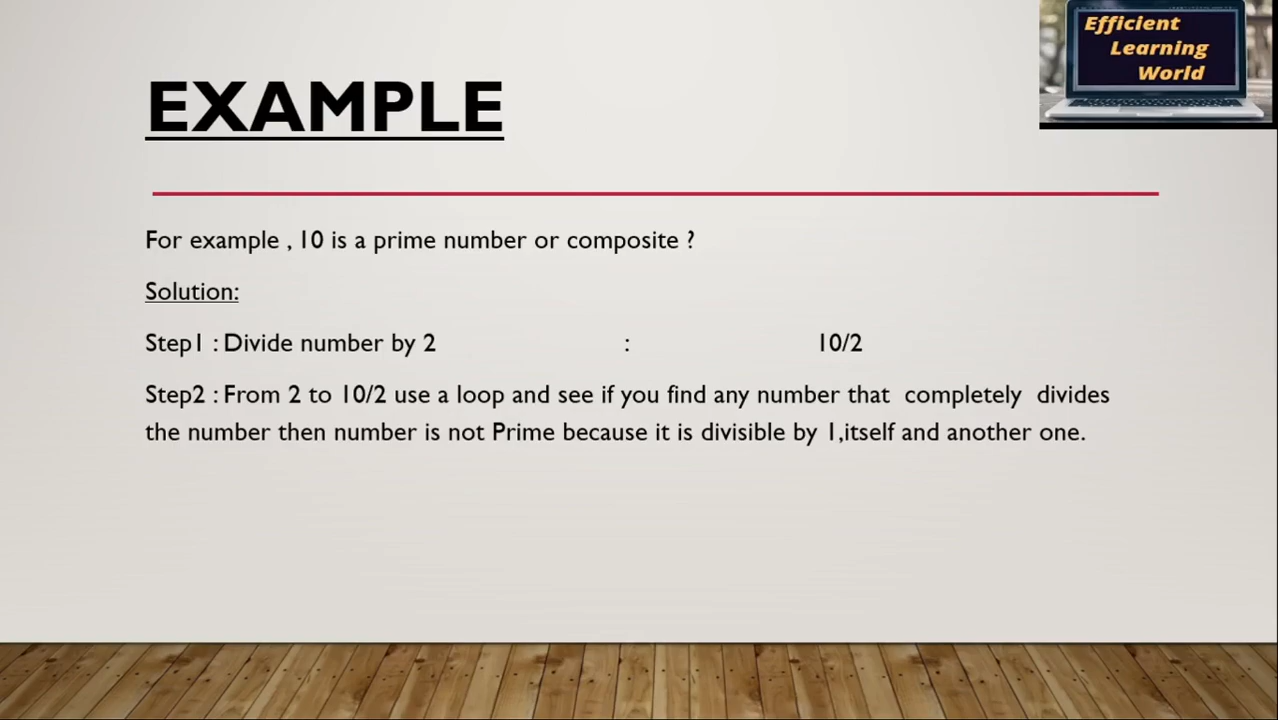 Efficient
Learning
World
EXAMPLE
For example , 10 is a prime number or composite ?
Solution:
Step1 : Divide number by 2 : 10/2
Step2 : From 2 to 10/2 use a loop and see if you find any number that completely divides
the number then number is not Prime because it is divisible by 1,itself and another one.